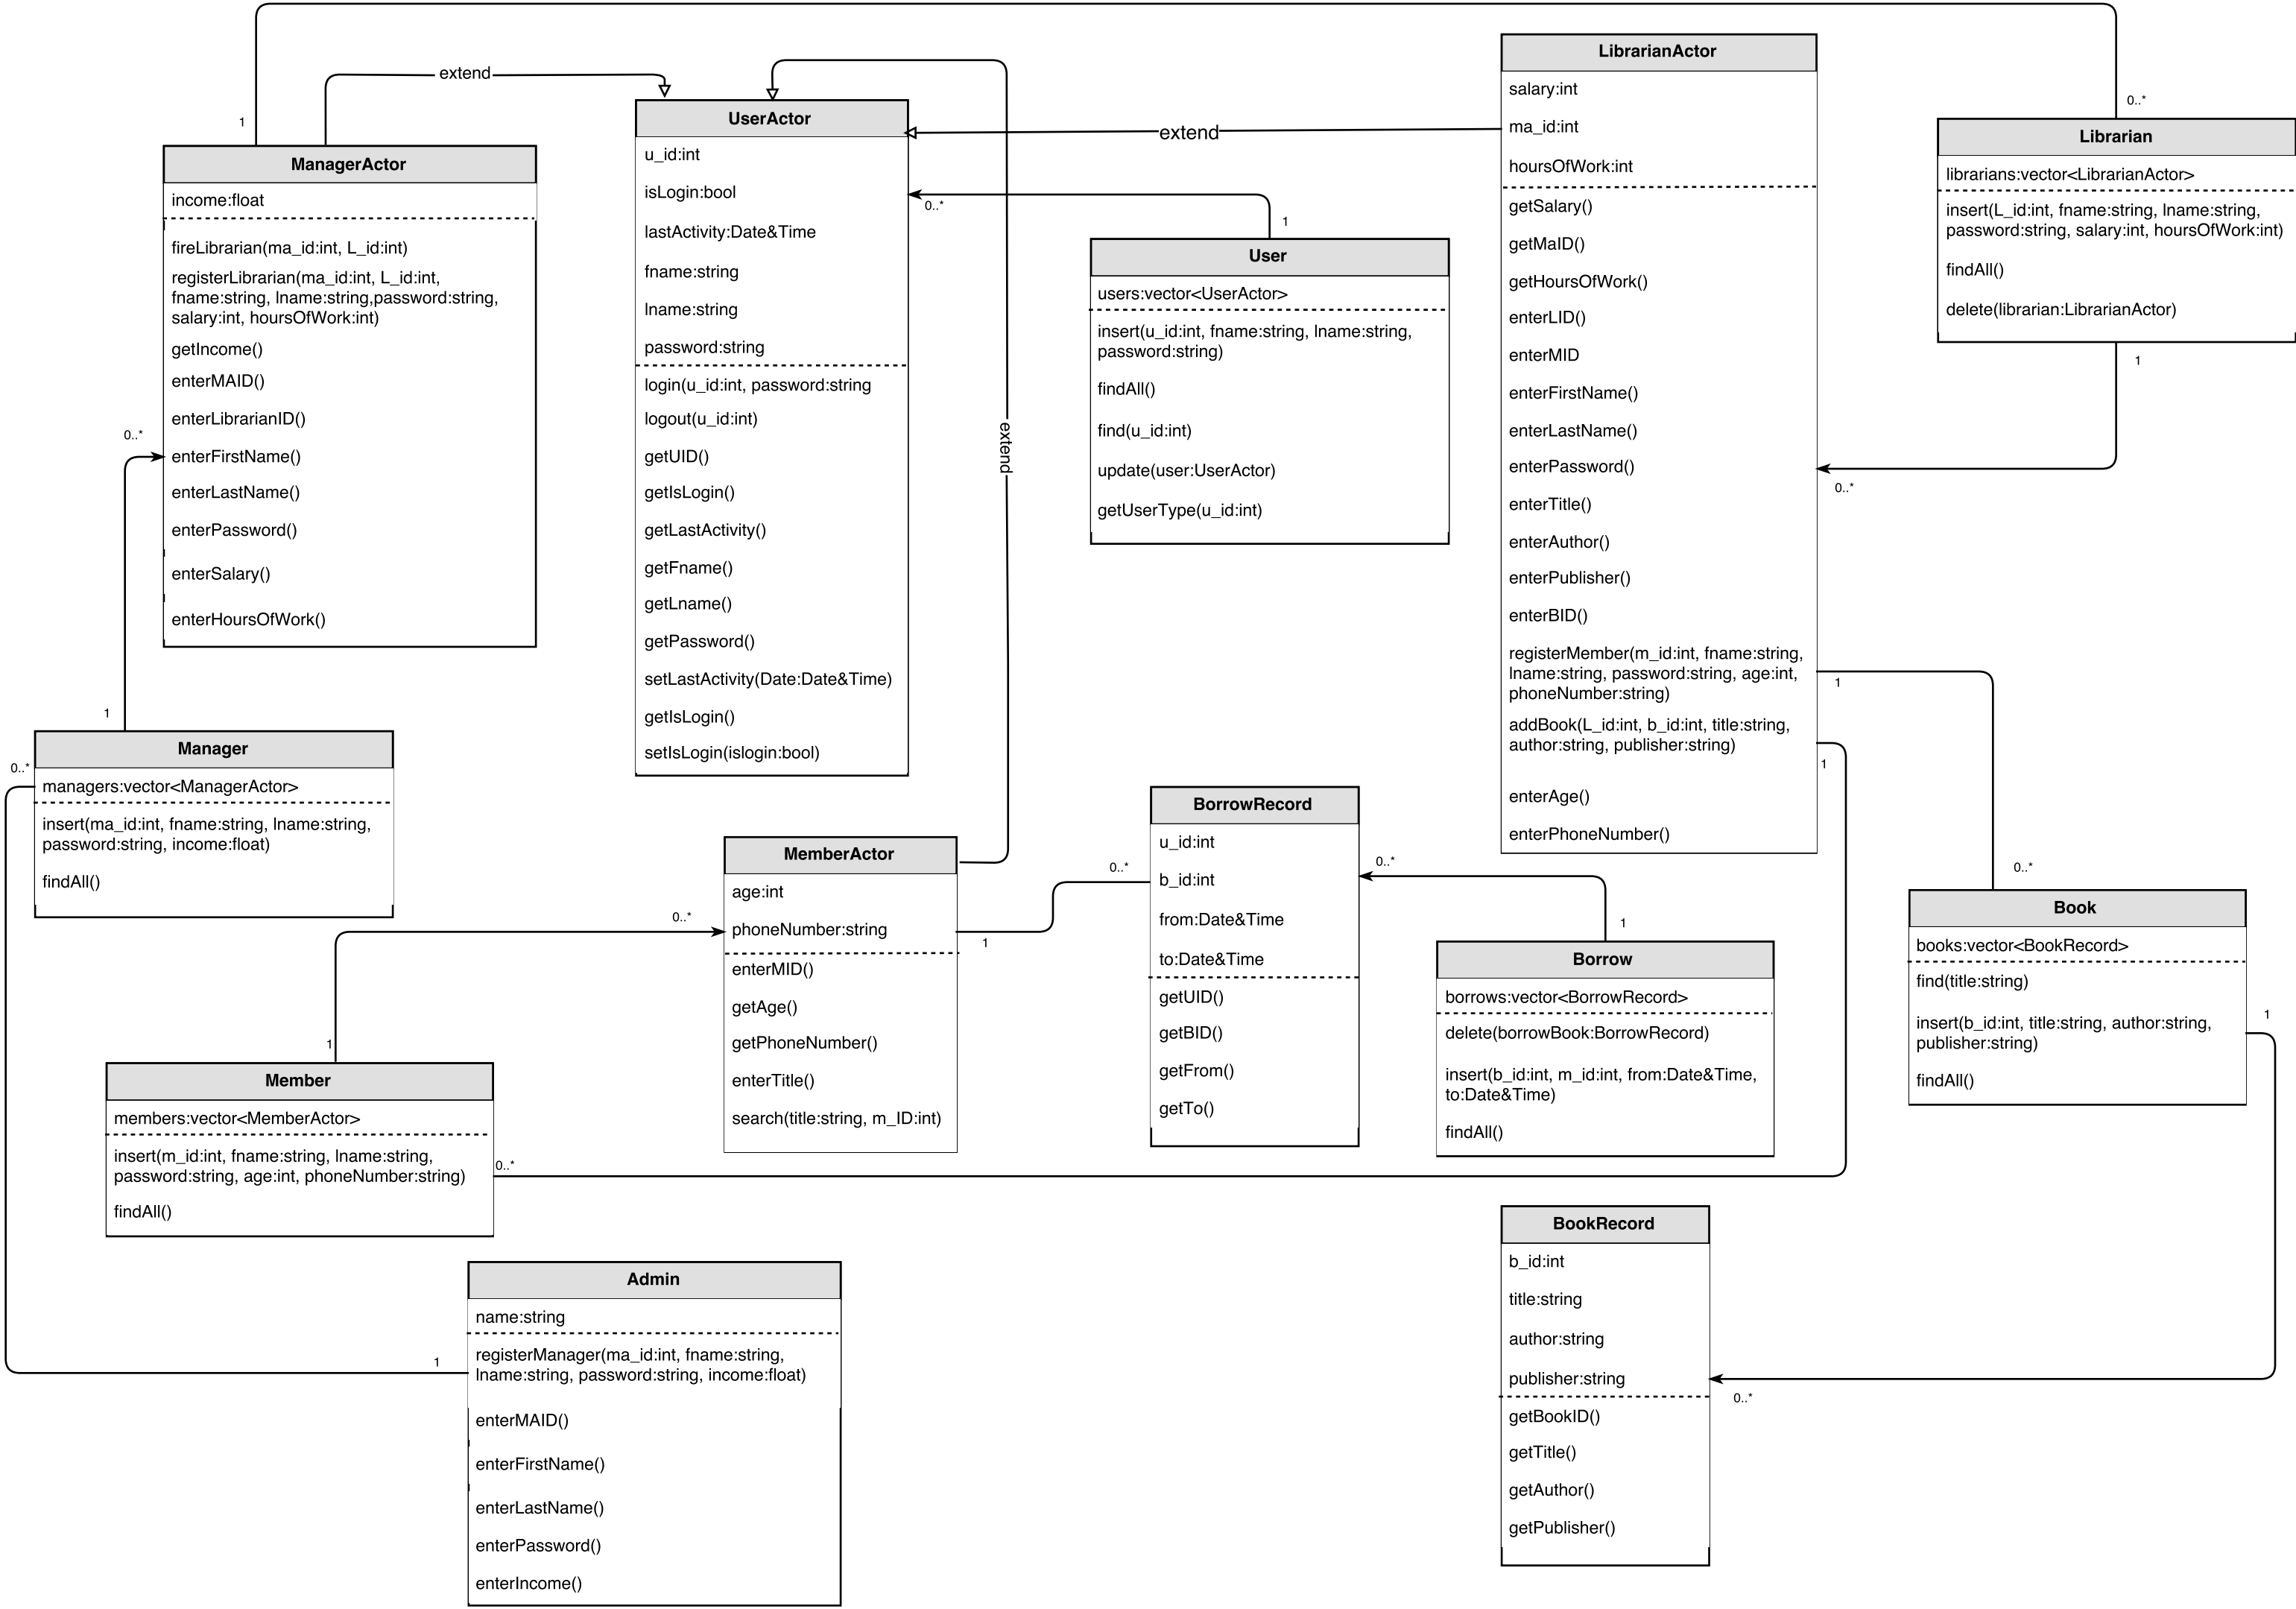 1
extend
0..*
ManagerActor
income:float
fireLibrarian(ma_id:int, L_id:int)
registerLibrarian(ma_id:int, L_id:int,
fname:string, lname:string,password:string,
salary:int, hoursOfWork:int)
getIncome()
enterMAID()
enterLibrarianID()
enterFirstName()
enterLastName()
enterPassword()
enterSalary()
enterHoursOfWork()
0..*
1
UserActor
u_id:int
isLogin:bool
lastActivity:Date&Time
fname:string
lname:string
password:string
login(u_id:int, password:string
logout(u_id:int)
getUID()
getIsLogin()
getLastActivity()
getFname()
getLname()
getPassword()
setLastActivity(Date:Date&Time)
getIsLogin()
setIsLogin(islogin:bool)
extend
extend
0..*
1
User
users:vector<UserActor>
insert(u_id:int, fname:string, lname:string,
password:string)
findAll()
find(u_id:int)
update(user:UserActor)
getUserType(u_id:int)
LibrarianActor
salary:int
ma_id:int
hoursOfWork:int
getSalary()
getMaID()
getHoursOfWork()
enterLID()
enterMID
enterFirstName()
enterLastName()
enterPassword()
enterTitle()
enterAuthor()
enterPublisher()
enterBID()
registerMember(m_id:int, fname:string,
lname:string, password:string, age:int,
phoneNumber:string)
addBook(L_id:int, b_id:int, title:string,
author:string, publisher:string)
enterAge()
enterPhoneNumber()
Librarian
librarians:vector<LibrarianActor>
insert(L_id:int, fname:string, lname:string,
password:string, salary:int, hoursOfWork:int)
findAll()
delete(librarian:LibrarianActor)
1
0..*
1
1
0..*
0..*
Manager
managers:vector<ManagerActor>
insert(ma_id:int, fname:string, lname:string,
password:string, income:float)
findAll()
MemberActor
age:int
phoneNumber:string
enterMID()
getAge()
getPhoneNumber()
enterTitle()
search(title:string, m_ID:int)
0..*
1
0..*
BorrowRecord
u_id:int
b_id:int
from:Date&Time
to:Date&Time
getUID()
getBID()
getFrom()
getTo()
0..*
1
Borrow
borrows:vector<BorrowRecord>
delete(borrowBook:BorrowRecord)
insert(b_id:int, m_id:int, from:Date&Time,
to:Date&Time)
findAll()
Book
books:vector<BookRecord>
find(title:string)
insert(b_id:int, title:string, author:string,
publisher:string)
findAll()
1
1
Member
members:vector<MemberActor>
insert(m_id:int, fname:string, lname:string,
password:string, age:int, phoneNumber:string)
findAll()
0..*
Admin
name:string
registerManager(ma_id:int, fname:string,
lname:string, password:string, income:float)
enterMAID()
enterFirstName()
enterLastName()
enterPassword()
enterIncome()
1
BookRecord
b_id:int
title:string
author:string
publisher:string
getBookID()
getTitle()
getAuthor()
getPublisher()
0..*